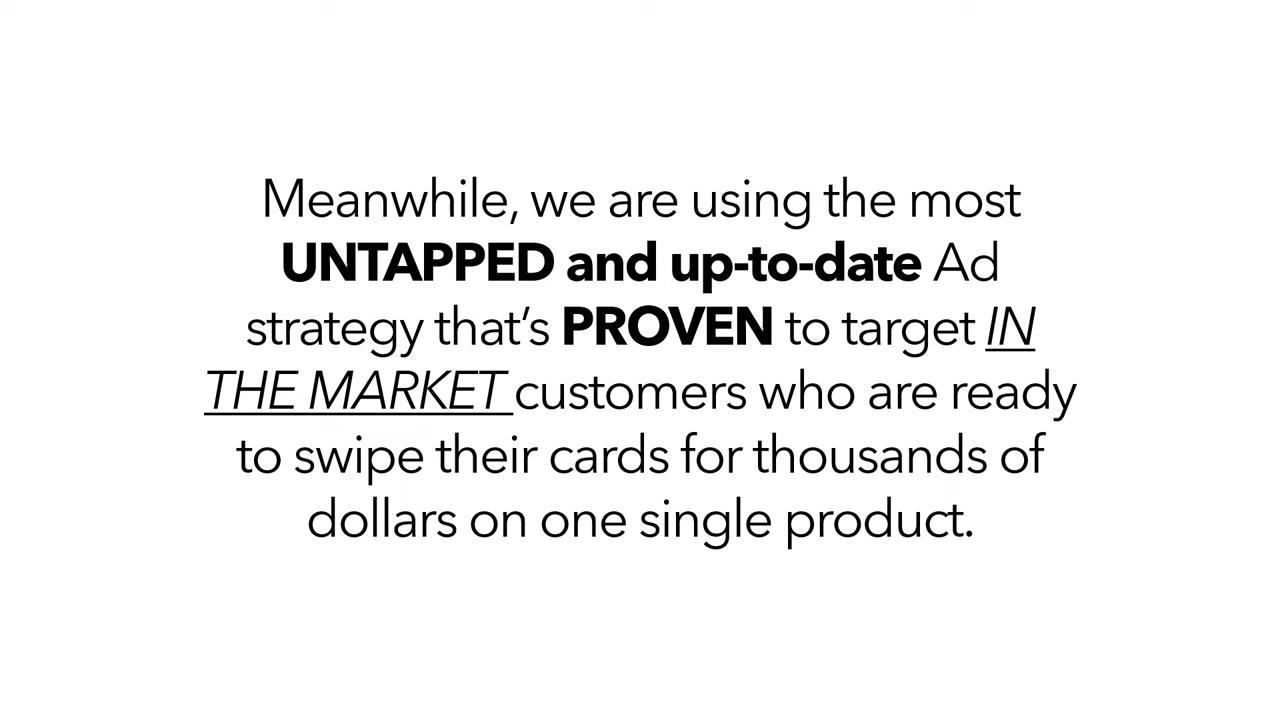 Meanwhile, we are using the most
UNTAPPED and up-to-date Ad
strategy that’s PROVEN to target IN
THE MARKET customers who are ready
to swipe their cards for thousands of
dollars on one single product.